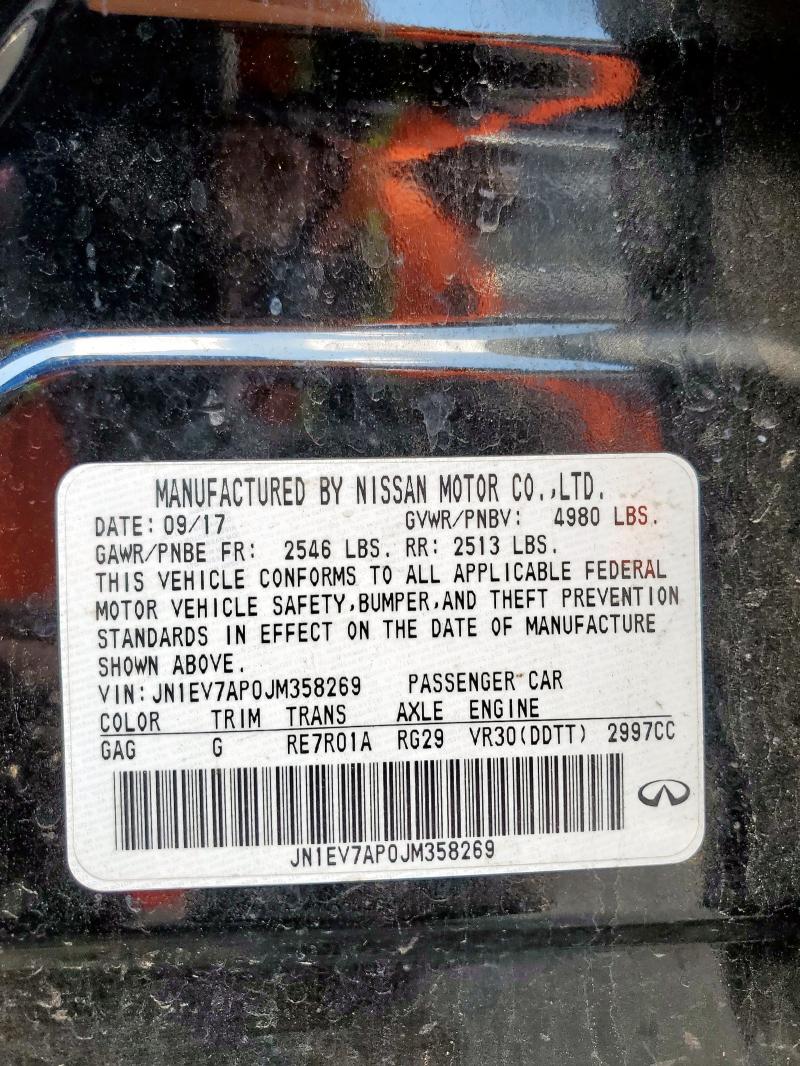 MANUFACTURED BY NISSAN MOTOR CO.,LTD.
DATE: 09/17 GVWR/PNBV: 4980 LBS.
GAWR/PNBE FR: 2546 LBS. RR: 2513 LBS.
THIS VEHICLE CONFORMS TO ALL APPLICABLE FEDERAL
MOTOR VEHICLE SAFETY,BUMPER,AND THEFT PREVENTION
STANDARDS IN EFFECT ON THE DATE OF MANUFACTURE
SHOWN ABOVE.
VIN:JN1EV7AP0JM358269 PASSENGER CAR
COLOR TRIM TRANS AXLE ENGINE
GAG G RE7R01A RG29 VR30(DDTT) 2997CC
JN1EV7AP0JM358269